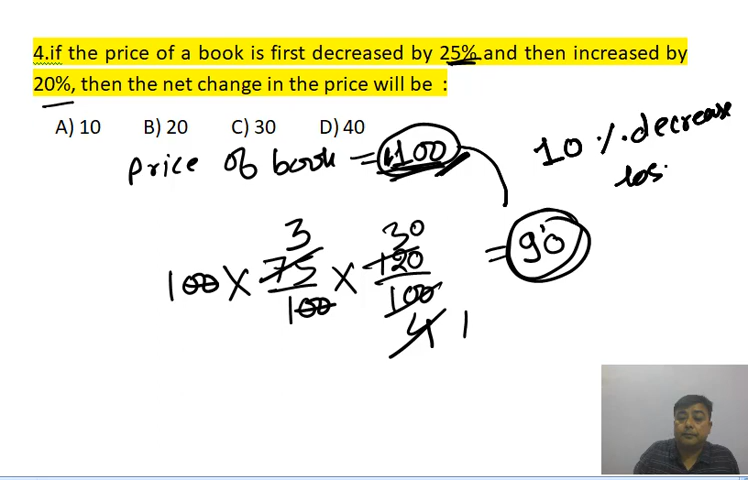 4.if the price of a book is first decreased by 25% and then increased by
20%, then the net change in the price will be :
A) 10 B) 20 C) 30 D) 40
Price of book = 100
10 % decrease
los
3 30
100 × 75/100 × 120/100 = 90
4 1